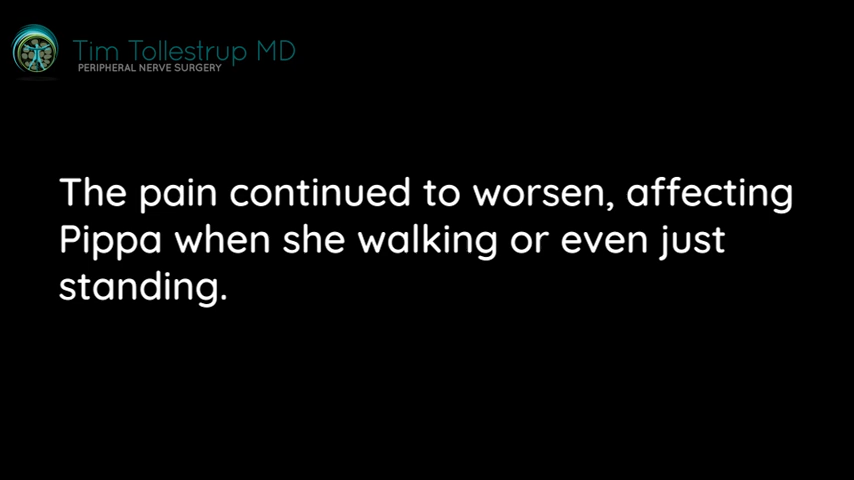 Tim Tollestrup MD
PERIPHERAL NERVE SURGERY
The pain continued to worsen, affecting
Pippa when she walking or even just
standing.